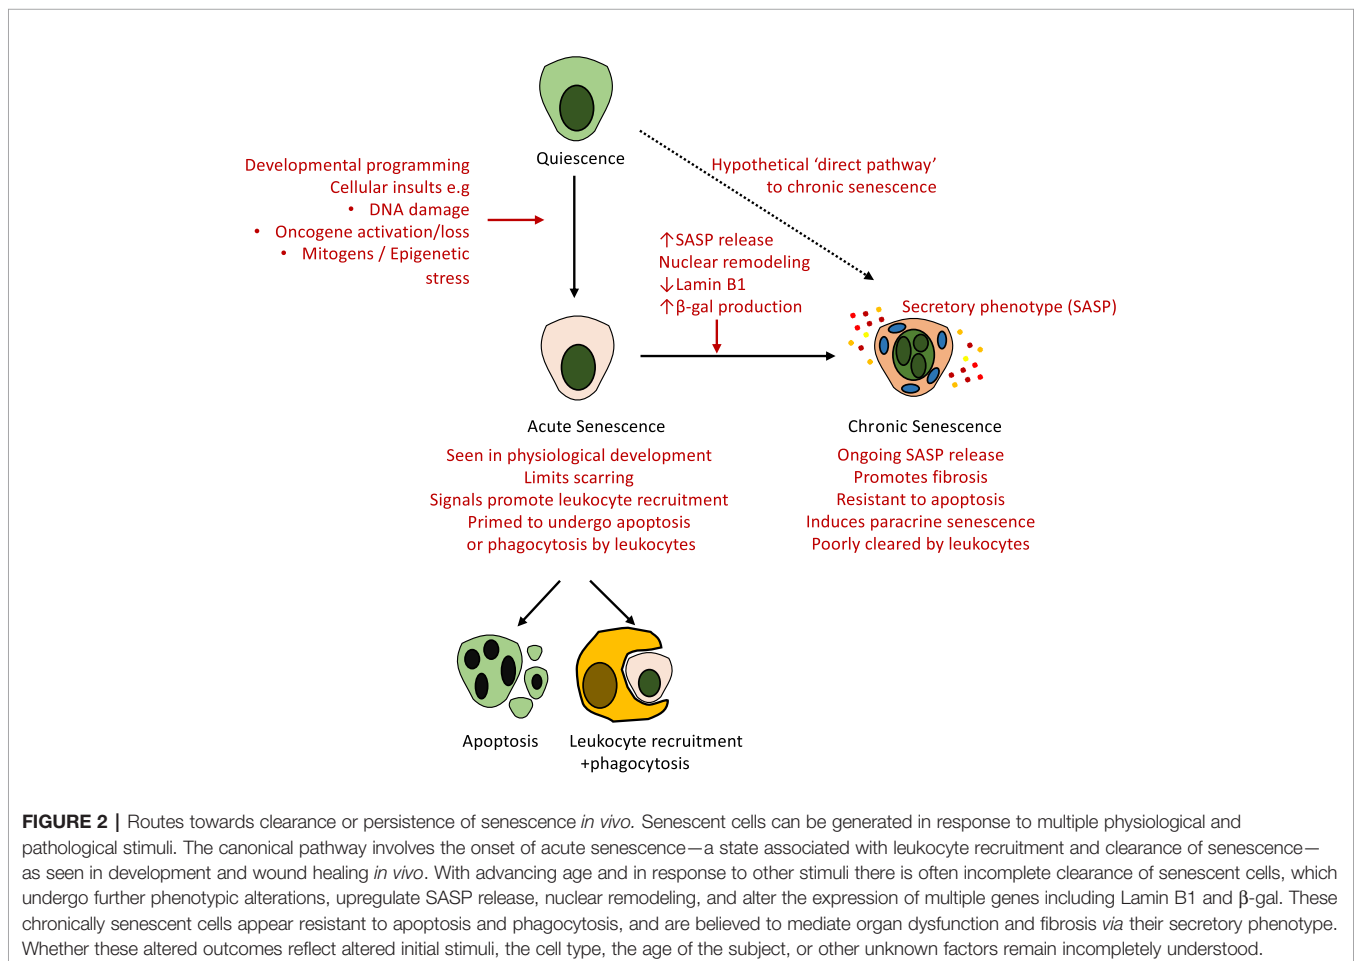 Quiescence
Developmental programming
Cellular insults e.g
• DNA damage
• Oncogene activation/loss
• Mitogens / Epigenetic
stress
Hypothetical ‘direct pathway’
to chronic senescence
↑SASP release
Nuclear remodeling
↓Lamin B1
↑β-gal production
Secretory phenotype (SASP)
Acute Senescence
Seen in physiological development
Limits scarring
Signals promote leukocyte recruitment
Primed to undergo apoptosis
or phagocytosis by leukocytes
Chronic Senescence
Ongoing SASP release
Promotes fibrosis
Resistant to apoptosis
Induces paracrine senescence
Poorly cleared by leukocytes
Apoptosis
Leukocyte recruitment
+phagocytosis
FIGURE 2 | Routes towards clearance or persistence of senescence in vivo. Senescent cells can be generated in response to multiple physiological and
pathological stimuli. The canonical pathway involves the onset of acute senescence—a state associated with leukocyte recruitment and clearance of senescence—
as seen in development and wound healing in vivo. With advancing age and in response to other stimuli there is often incomplete clearance of senescent cells, which
undergo further phenotypic alterations, upregulate SASP release, nuclear remodeling, and alter the expression of multiple genes including Lamin B1 and β-gal. These
chronically senescent cells appear resistant to apoptosis and phagocytosis, and are believed to mediate organ dysfunction and fibrosis via their secretory phenotype.
Whether these altered outcomes reflect altered initial stimuli, the cell type, the age of the subject, or other unknown factors remain incompletely understood.